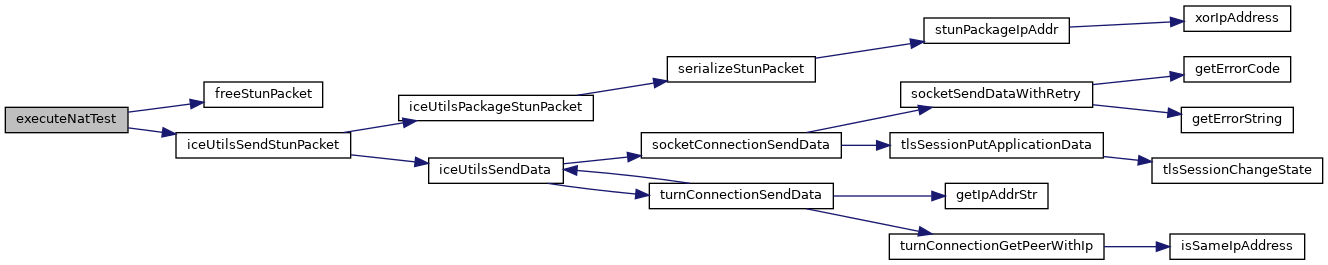 executeNatTest
freeStunPacket
iceUtilsSendStunPacket
iceUtilsPackageStunPacket
iceUtilsSendData
serializeStunPacket
socketConnectionSendData
turnConnectionSendData
stunPackageIpAddr
socketSendDataWithRetry
tlsSessionPutApplicationData
getIpAddrStr
turnConnectionGetPeerWithIp
xorIpAddress
getErrorCode
getErrorString
tlsSessionChangeState
isSameIpAddress